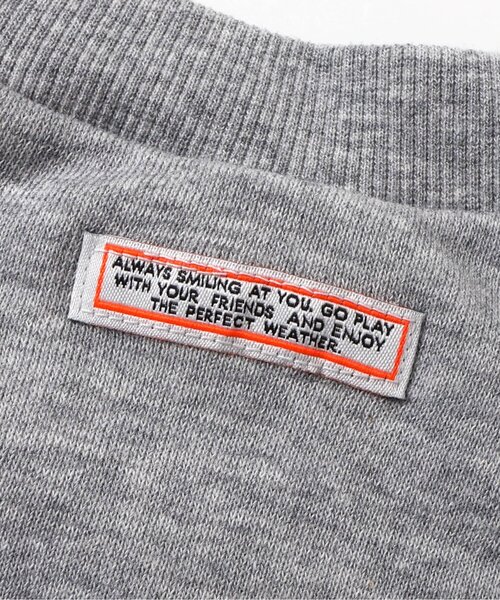 ALWAYS SMILING AT YOU. GO PLAY
WITH YOUR FRIENDS AND ENJOY
THE PERFECT WEATHER.